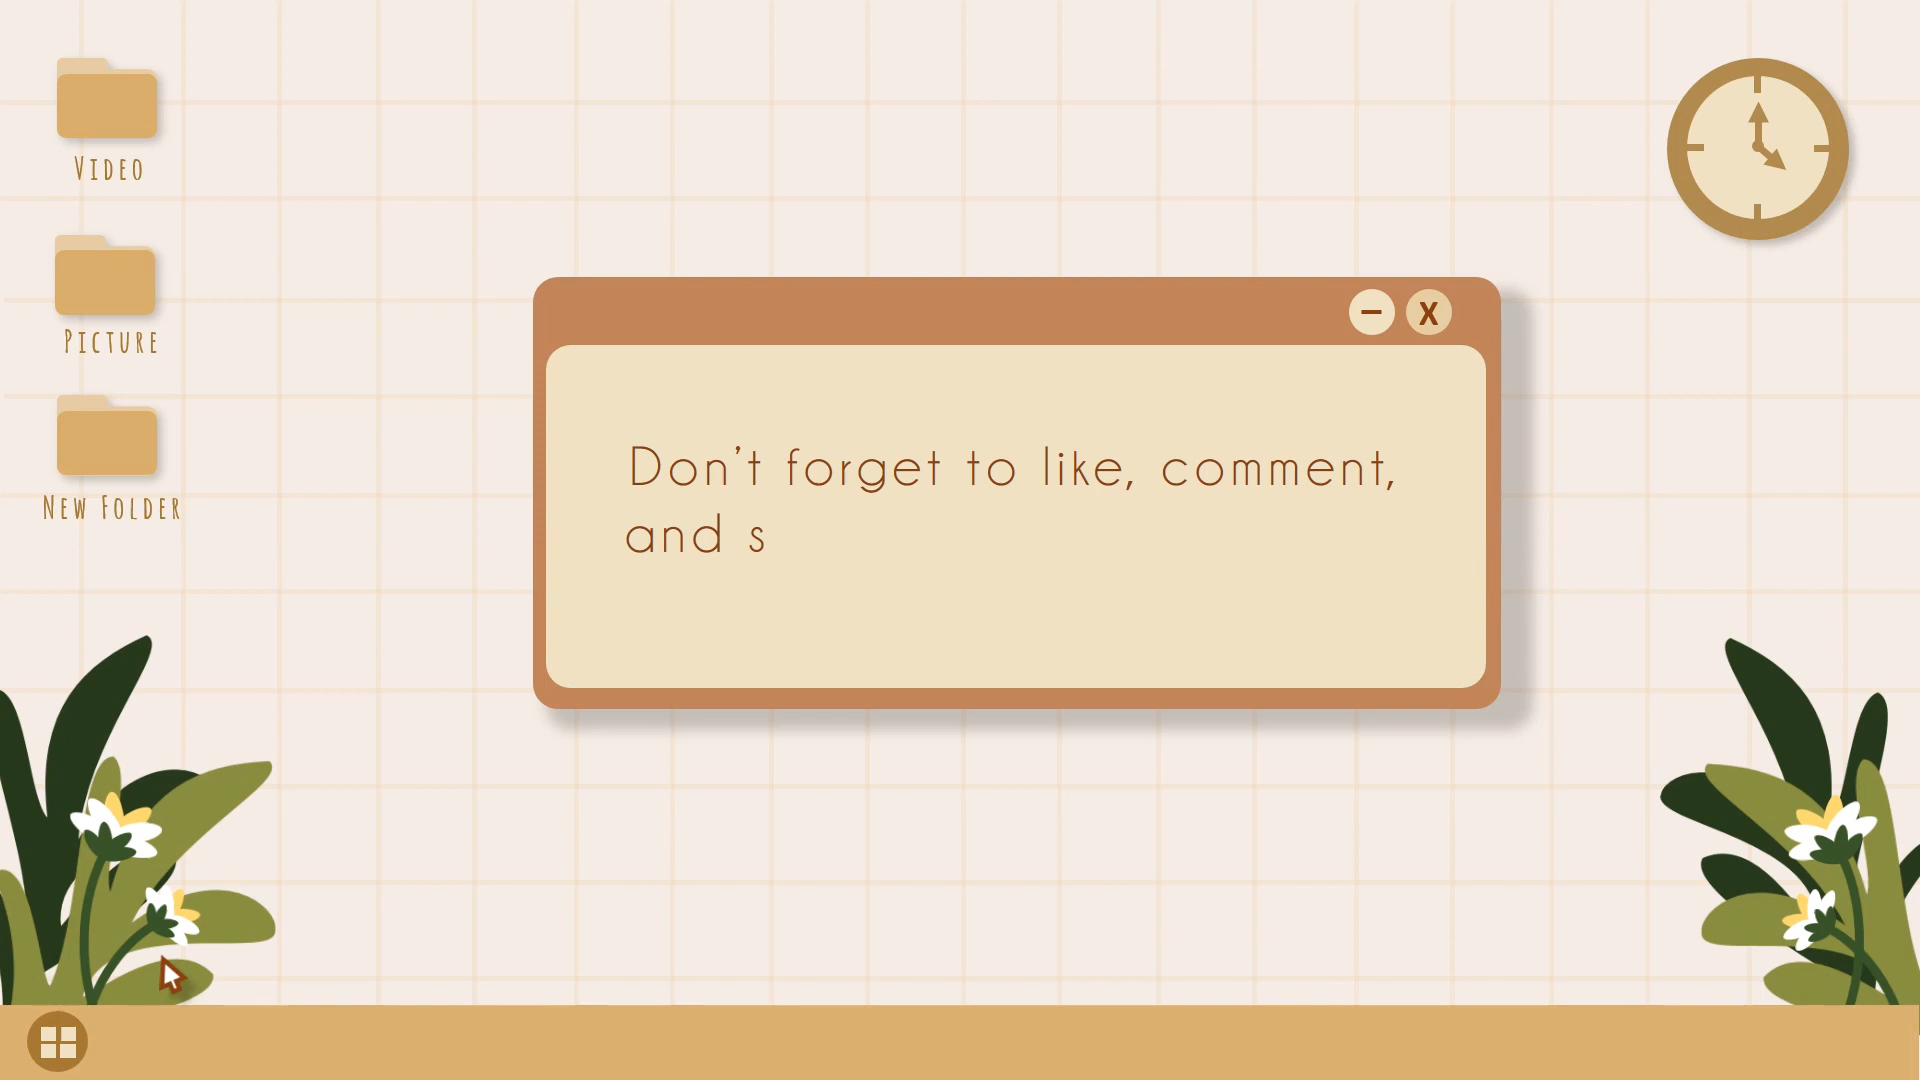 Video
Picture
New Folder
X
Don't forget to like, comment,
and s